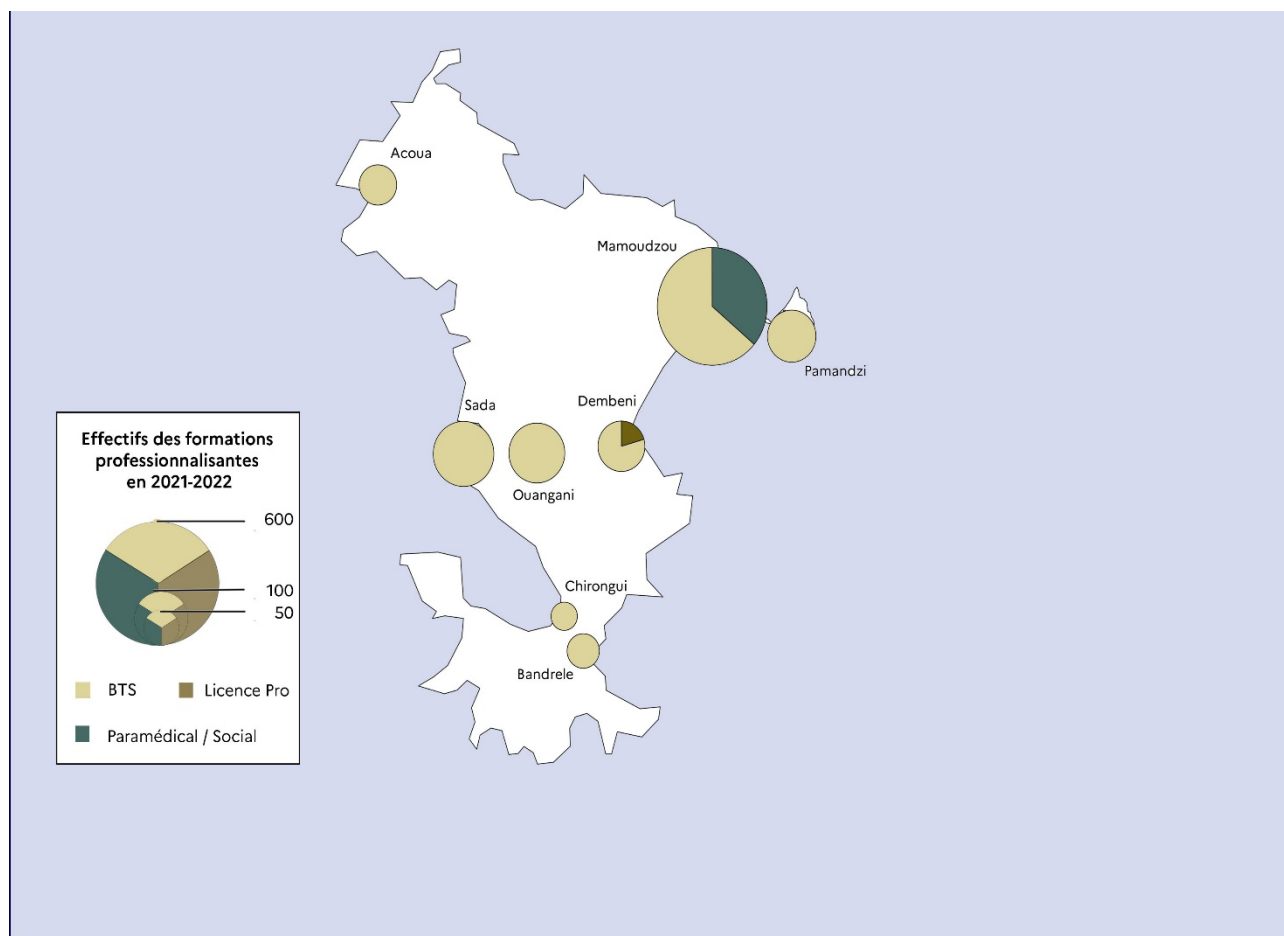 Acoua
Mamoudzou
Pamandzi
Sada
Dembeni
Ouangani
Chirongui
Bandrele
Effectifs des formations
professionnalisantes
en 2021-2022
600
100
50
BTS
Licence Pro
Paramédical / Social